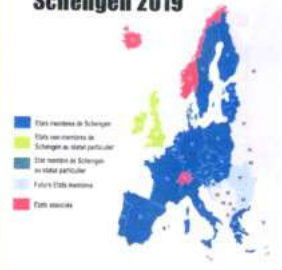 Schengen 2019
Etats membres de Schengen
Etats non-membres de
Schengen au statut particulier
Etat membre de Schengen
au statut particulier
Futurs Etats membres
Etats associés